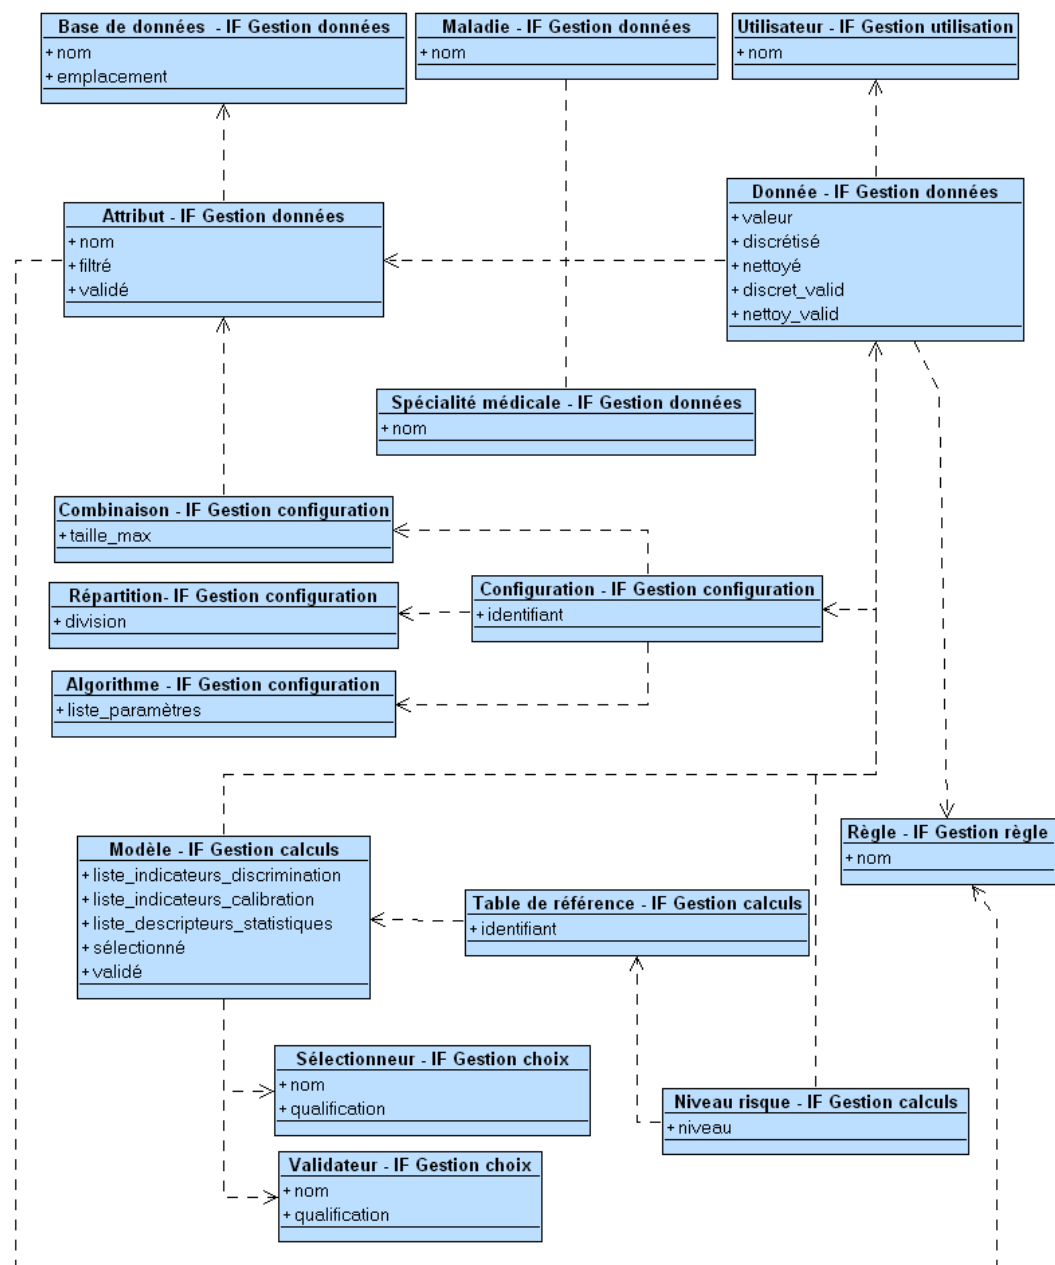 Base de données - IF Gestion données
+ nom
+ emplacement
Maladie - IF Gestion données
+ nom
Utilisateur - IF Gestion utilisation
+ nom
Attribut - IF Gestion données
+ nom
+ filtré
+ validé
Donnée - IF Gestion données
+ valeur
+ discrétisé
+ nettoyé
+ discret_valid
+ nettoy_valid
Spécialité médicale - IF Gestion données
+ nom
Combinaison - IF Gestion configuration
+ taille_max
Répartition- IF Gestion configuration
+ division
Configuration - IF Gestion configuration
+ identifiant
Algorithme - IF Gestion configuration
+ liste_paramètres
Modèle - IF Gestion calculs
+ liste_indicateurs_discrimination
+ liste_indicateurs_calibration
+ liste_descripteurs_statistiques
+ sélectionné
+ validé
Règle - IF Gestion règle
+ nom
Table de référence - IF Gestion calculs
+ identifiant
Sélectionneur - IF Gestion choix
+ nom
+ qualification
Niveau risque - IF Gestion calculs
+ niveau
Validateur - IF Gestion choix
+ nom
+ qualification